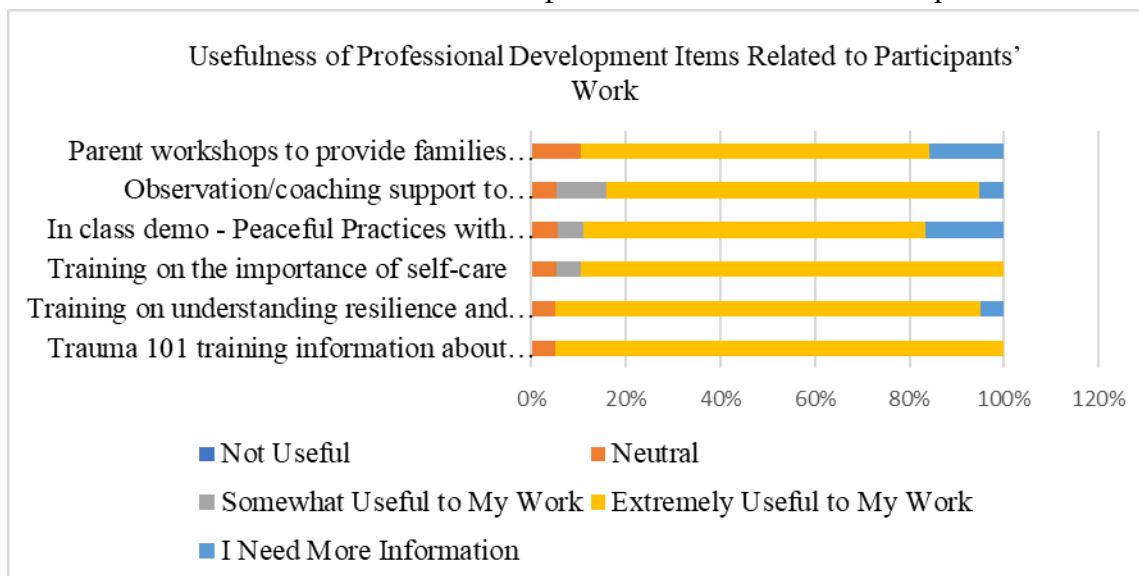 Usefulness of Professional Development Items Related to Participants'
Work
Parent workshops to provide families…
Observation/coaching support to…
In class demo - Peaceful Practices with…
Training on the importance of self-care
Training on understanding resilience and…
Trauma 101 training information about…
0% 20% 40% 60% 80% 100% 120%
Not Useful Neutral
Somewhat Useful to My Work Extremely Useful to My Work
I Need More Information